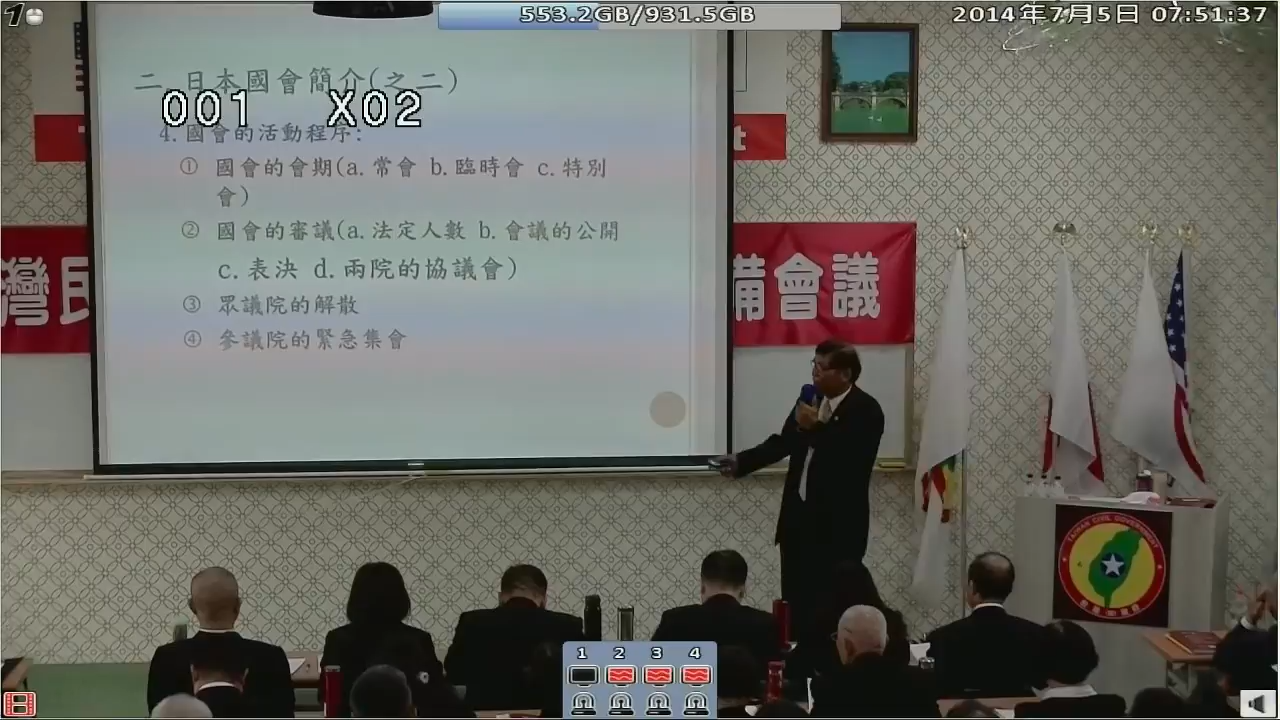 1
553.2GB/931.5GB
2014年7月5日 07:51:37
二.日本國會簡介(之二)
001 X02
4.國會的活動程序:
① 國會的會期(a.常會 b.臨時會 c.特別
會)
② 國會的審議(a.法定人數 b.會議的公開
c.表決 d.兩院的協議會)
③ 眾議院的解散
④ 參議院的緊急集會
t
灣民
備會議
TAIWAN CIVIL GOVERNMENT
1 2 3 4